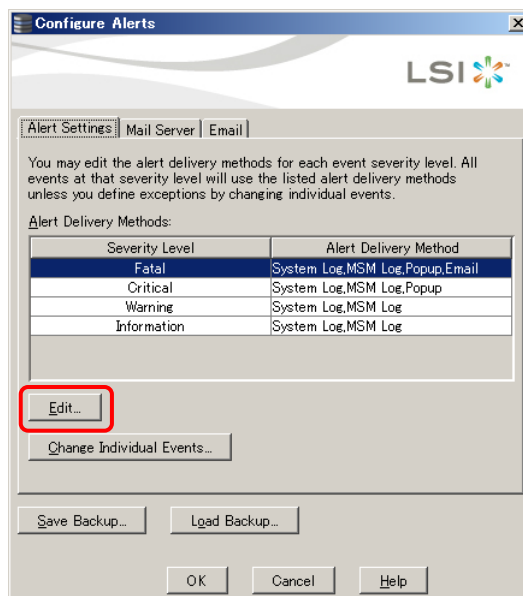 Configure Alerts
LSI
Alert Settings Mail Server Email
You may edit the alert delivery methods for each event severity level. All
events at that severity level will use the listed alert delivery methods
unless you define exceptions by changing individual events.
Alert Delivery Methods:
Severity Level Alert Delivery Method
Fatal System Log,MSM Log,Popup,Email
Critical System Log,MSM Log,Popup
Warning System Log,MSM Log
Information System Log,MSM Log
Edit...
Change Individual Events...
Save Backup... Load Backup...
OK Cancel Help